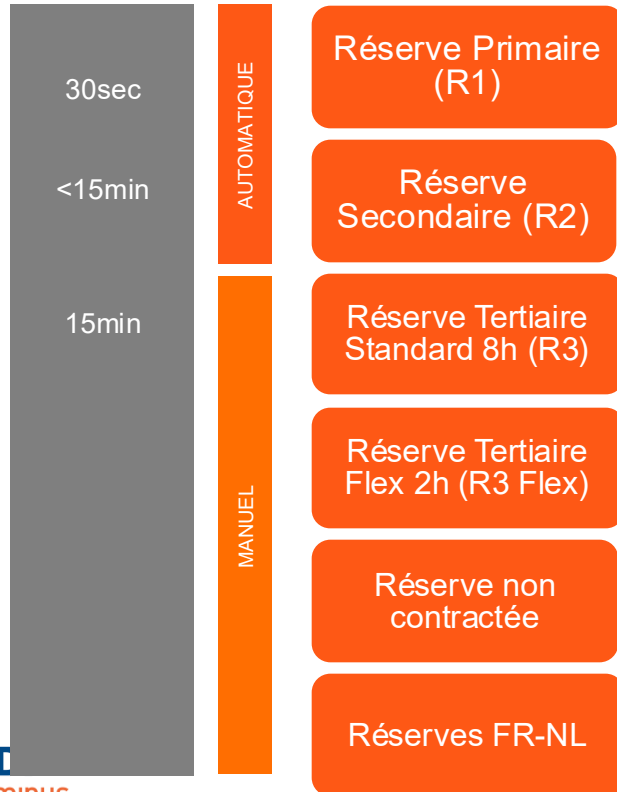 30sec
<15min
15min
AUTOMATIQUE
MANUEL
Réserve Primaire
(R1)
Réserve
Secondaire (R2)
Réserve Tertiaire
Standard 8h (R3)
Réserve Tertiaire
Flex 2h (R3 Flex)
Réserve non
contractée
Réserves FR-NL